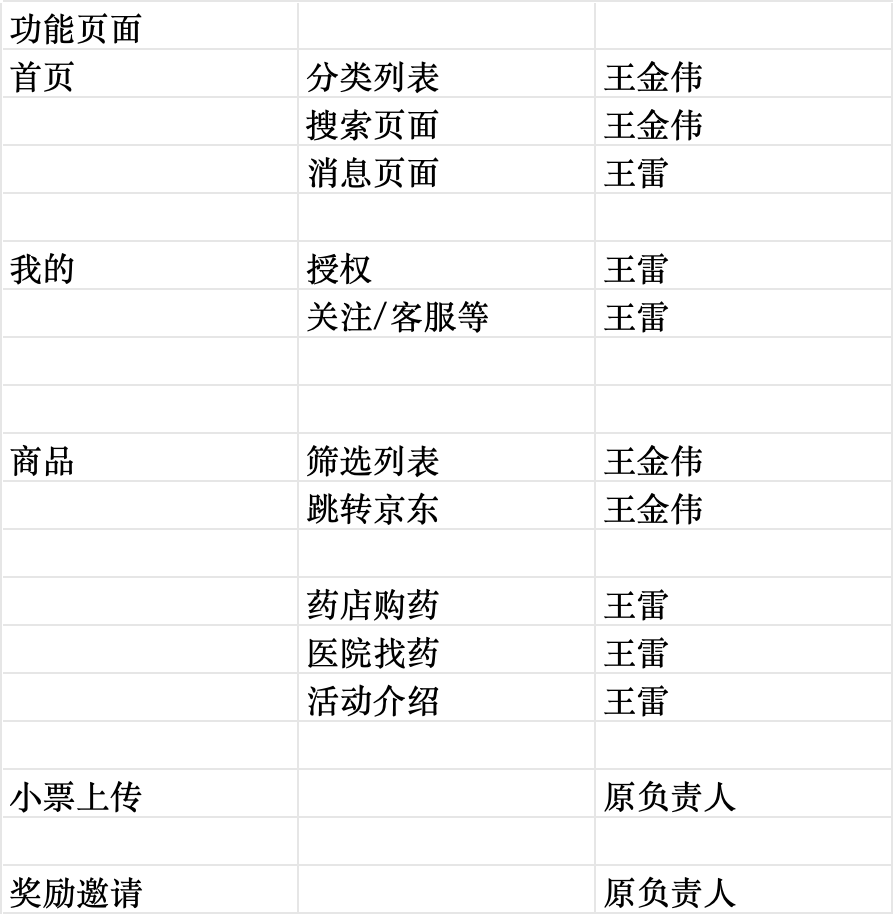 功能页面
首页 分类列表 王金伟
搜索页面 王金伟
消息页面 王雷
我的 授权 王雷
关注/客服等 王雷
商品 筛选列表 王金伟
跳转京东 王金伟
药店购药 王雷
医院找药 王雷
活动介绍 王雷
小票上传 原负责人
奖励邀请 原负责人